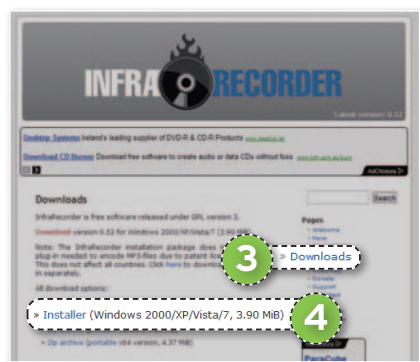 INFRA RECORDER
Latest version: 0.52
Desktop Systems Ireland's leading supplier of DVD-R & CD-R Products
Download CD Burner Download free software to create audio or data CDs without fuss
AdChoices
Downloads
Search
InfraRecorder is free software released under GPL version 3.
Download version 0.52 for Windows 2000/XP/Vista/7 (3.90 MiB)
Note: The InfraRecorder installation package does
plug-in needed to encode MP3-files due to patent
This does not affect all countries. Click here to download
in separately.
All download options:
Pages
» Welcome
» News
3
» Downloads
» Donate
» Support
» Installer (Windows 2000/XP/Vista/7, 3.90 MiB)
4
» Zip archive (portable x64 version, 4.37 MiB)
PacsCube